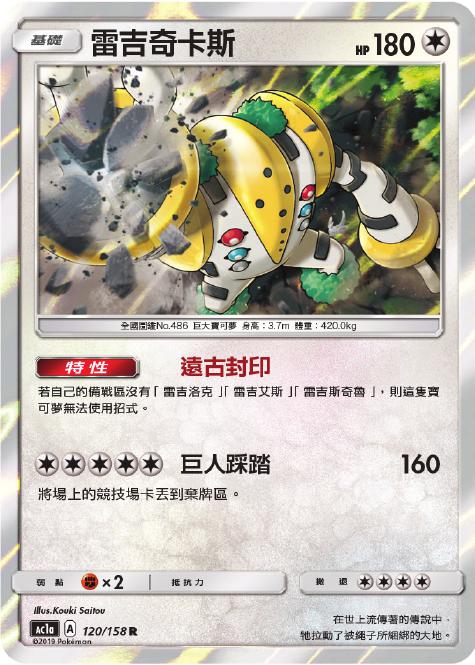 基礎 雷吉奇卡斯 HP 180
全國圖鑑No.486 巨大寶可夢 身高：3.7m 體重：420.0kg
特性 遠古封印
若自己的備戰區沒有「雷吉洛克」「雷吉艾斯」「雷吉斯奇魯」，則這隻寶
可夢無法使用招式。
巨人踩踏 160
將場上的競技場卡丟到棄牌區。
弱點 ×2 抵抗力 撤退
Illus.Kouki Saitou
AC1a A 120/158 R
©2019 Pokémon
在世上流傳著的傳說中，
牠拉動了被繩子所綑綁的大地。